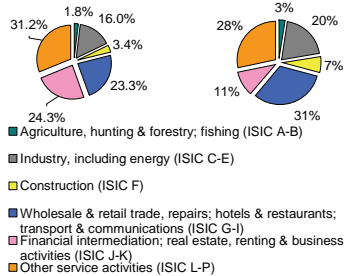 1.8%
31.2%
16.0%
3.4%
23.3%
24.3%
3%
28%
20%
7%
11%
31%
Agriculture, hunting & forestry; fishing (ISIC A-B)
Industry, including energy (ISIC C-E)
Construction (ISIC F)
Wholesale & retail trade, repairs; hotels & restaurants;
transport & communications (ISIC G-I)
Financial intermediation; real estate, renting & business
activities (ISIC J-K)
Other service activities (ISIC L-P)